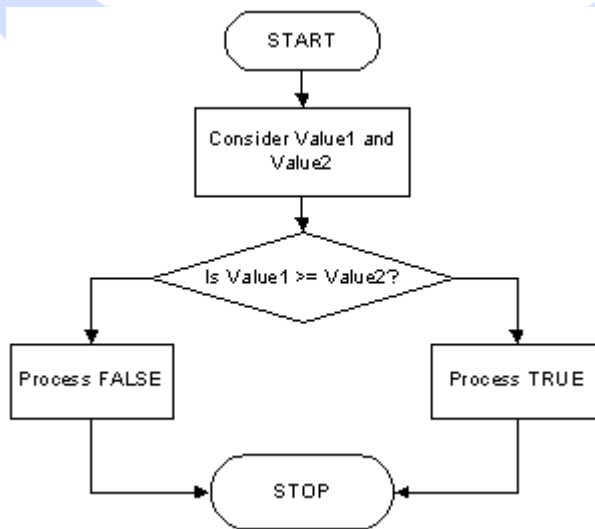 START
Consider Value1 and
Value2
Is Value1 >= Value2?
Process FALSE
Process TRUE
STOP